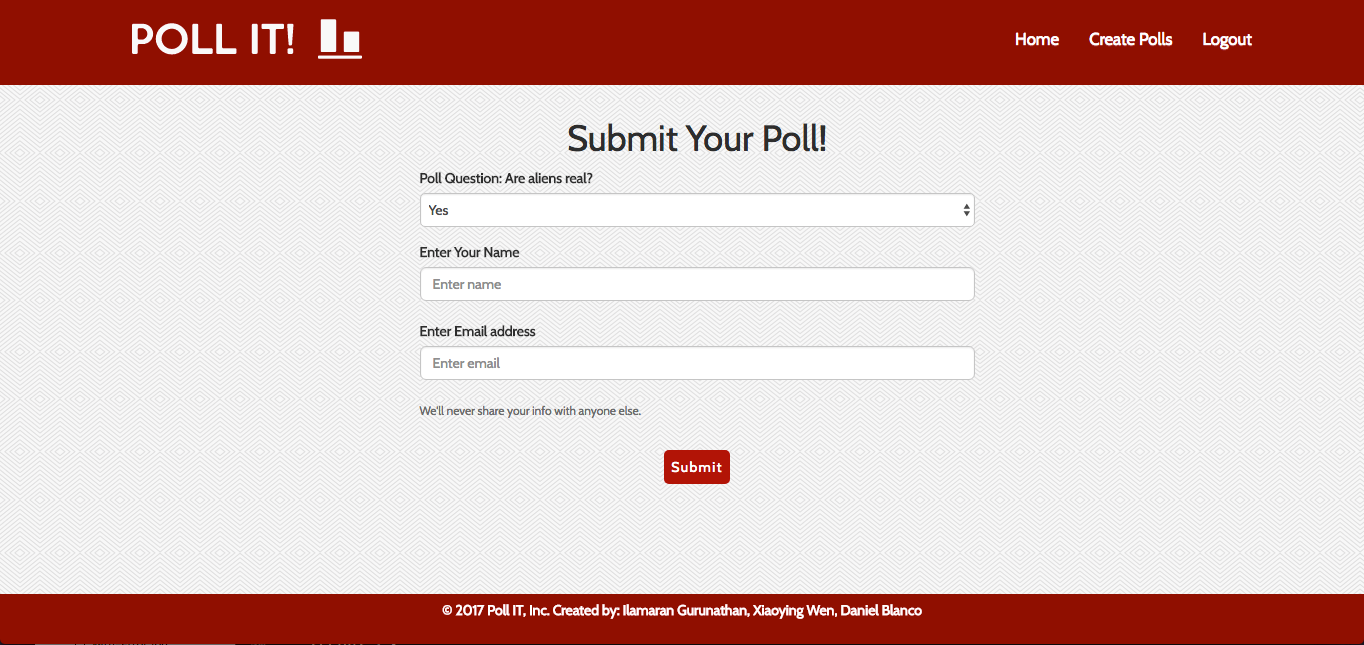 POLL IT!
Home Create Polls Logout
Submit Your Poll!
Poll Question: Are aliens real?
Yes
Enter Your Name
Enter name
Enter Email address
Enter email
We'll never share your info with anyone else.
Submit
© 2017 Poll IT, Inc. Created by: Ilamaran Gurunathan, Xiaoying Wen, Daniel Blanco